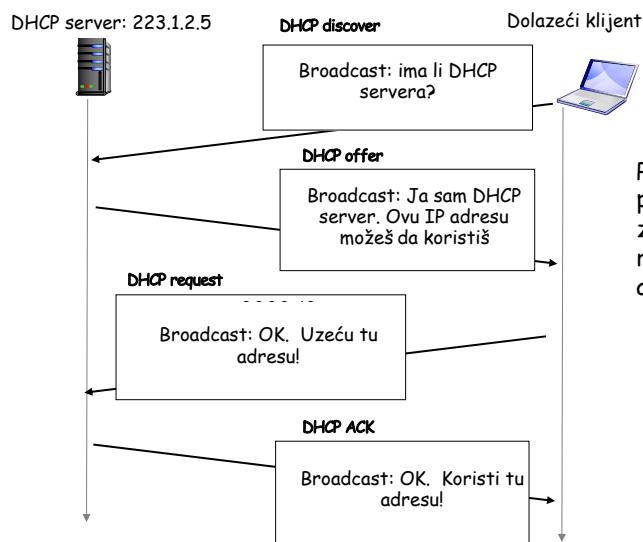 DHCP server: 223.1.2.5
DHCP discover
Dolazeći klijent
Broadcast: ima li DHCP
servera?
DHCP offer
Broadcast: Ja sam DHCP
server. Ovu IP adresu
možeš da koristiš
DHCP request
Broadcast: OK. Uzeću tu
adresu!
DHCP ACK
Broadcast: OK. Koristi tu
adresu!